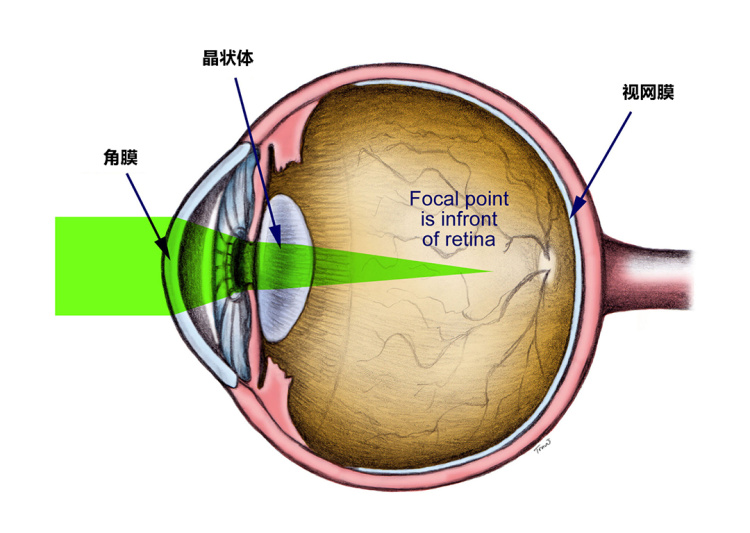 晶状体
视网膜
角膜
Focal point
is infront
of retina